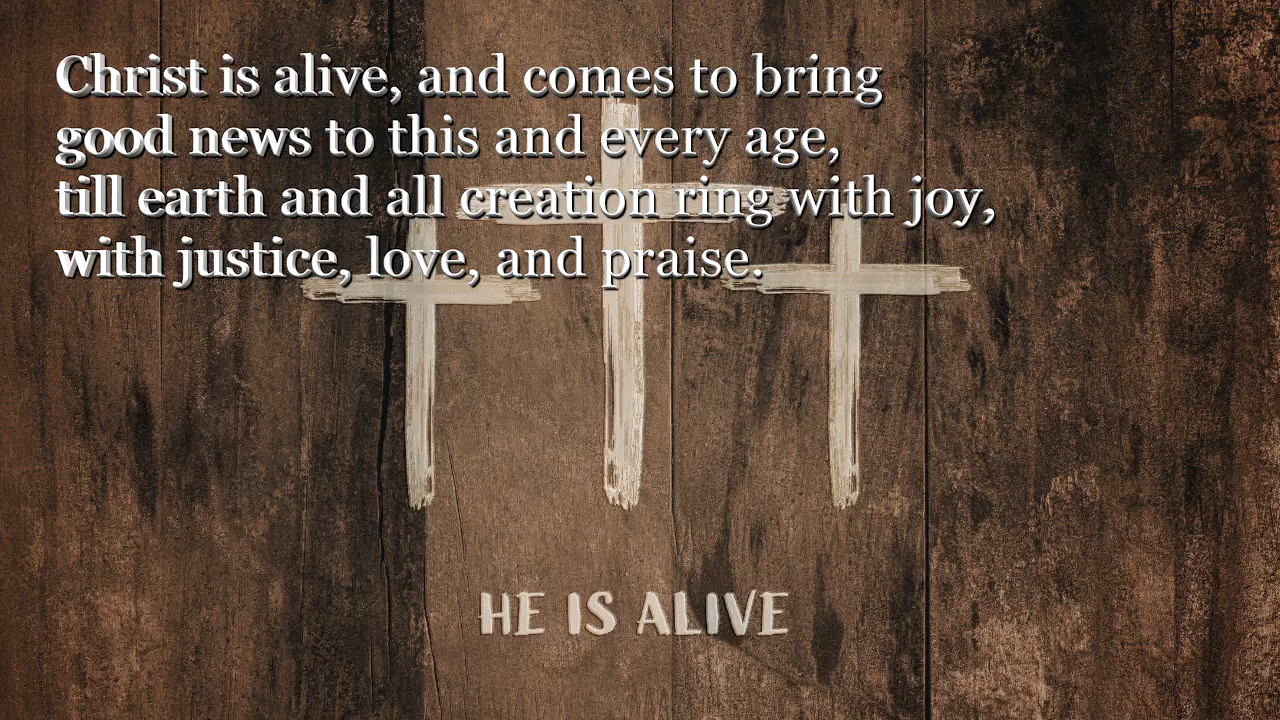 Christ is alive, and comes to bring
good news to this and every age,
till earth and all creation ring with joy,
with justice, love, and praise.
HE IS ALIVE